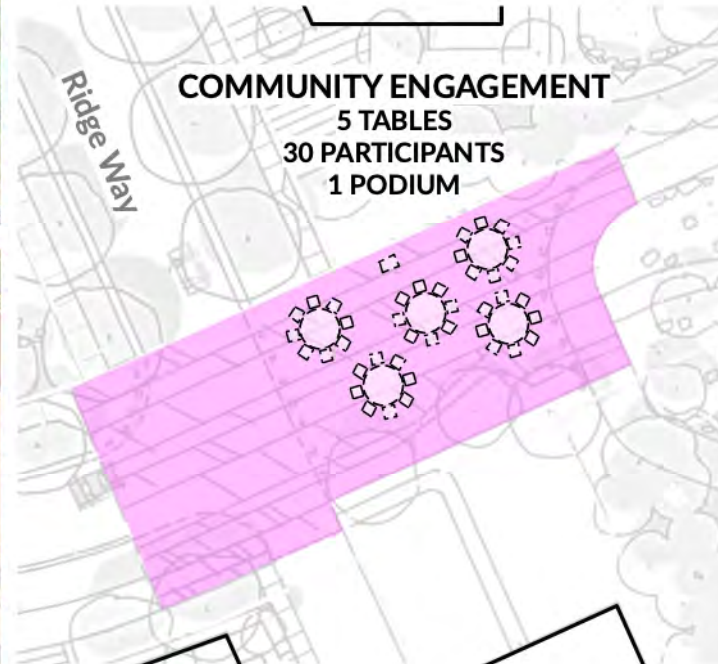 COMMUNITY ENGAGEMENT
5 TABLES
30 PARTICIPANTS
1 PODIUM
Ridge Way